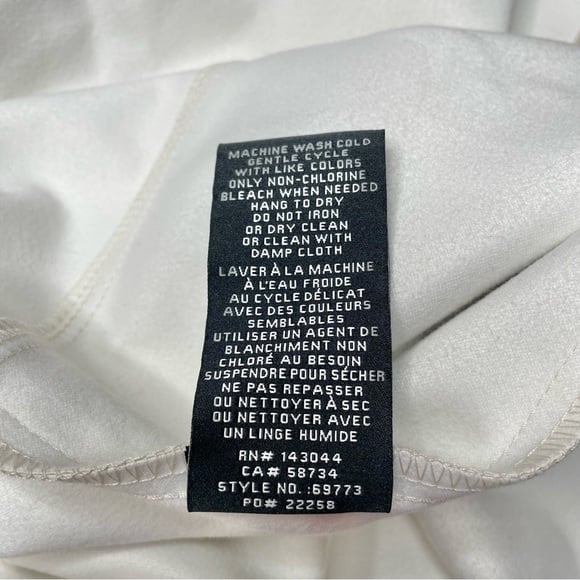 MACHINE WASH COLD
GENTLE CYCLE
WITH LIKE COLORS
ONLY NON-CHLORINE
BLEACH WHEN NEEDED
HANG TO DRY
DO NOT IRON
OR DRY CLEAN
OR CLEAN WITH
DAMP CLOTH
LAVER À LA MACHINE
À L'EAU FROIDE
AU CYCLE DÉLICAT
AVEC DES COULEURS
SEMBLABLES
UTILISER UN AGENT DE
BLANCHIMENT NON
CHLORÉ AU BESOIN
SUSPENDRE POUR SÉCHER
NE PAS REPASSER
OU NETTOYER À SEC
OU NETTOYER AVEC
UN LINGE HUMIDE
RN# 143044
CA# 58734
STYLE NO. :69773
PO# 22258